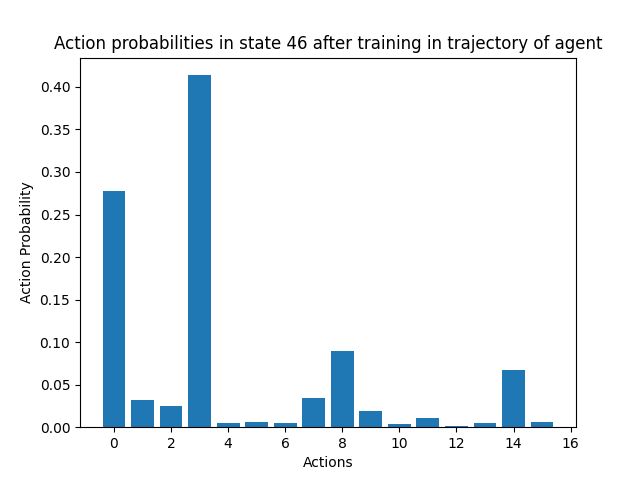 Action probabilities in state 46 after training in trajectory of agent
0.40
0.35
0.30
0.25
0.20
0.15
0.10
0.05
0.00
Action Probability
0 2 4 6 8 10 12 14 16
Actions